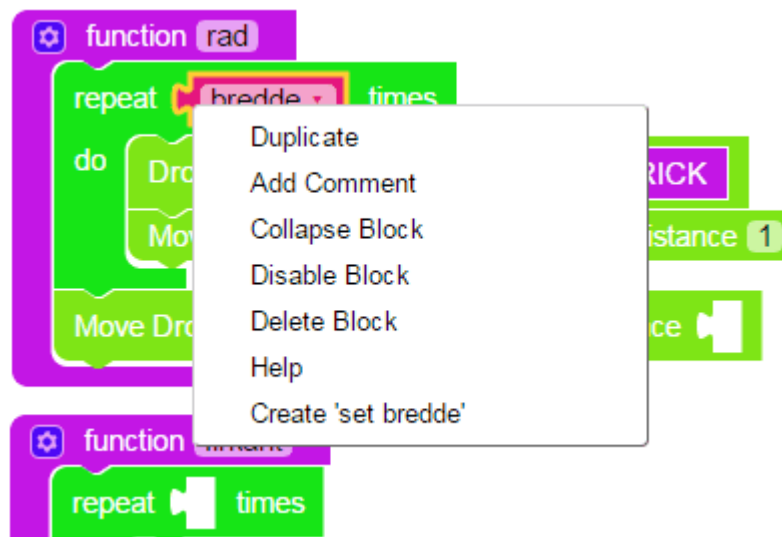 function rad
repeat bredde times
Duplicate
do
RICK
Add Comment
Collapse Block
istance 1
Disable Block
Move
Delete Block
Help
Create 'set bredde'
function
repeat times